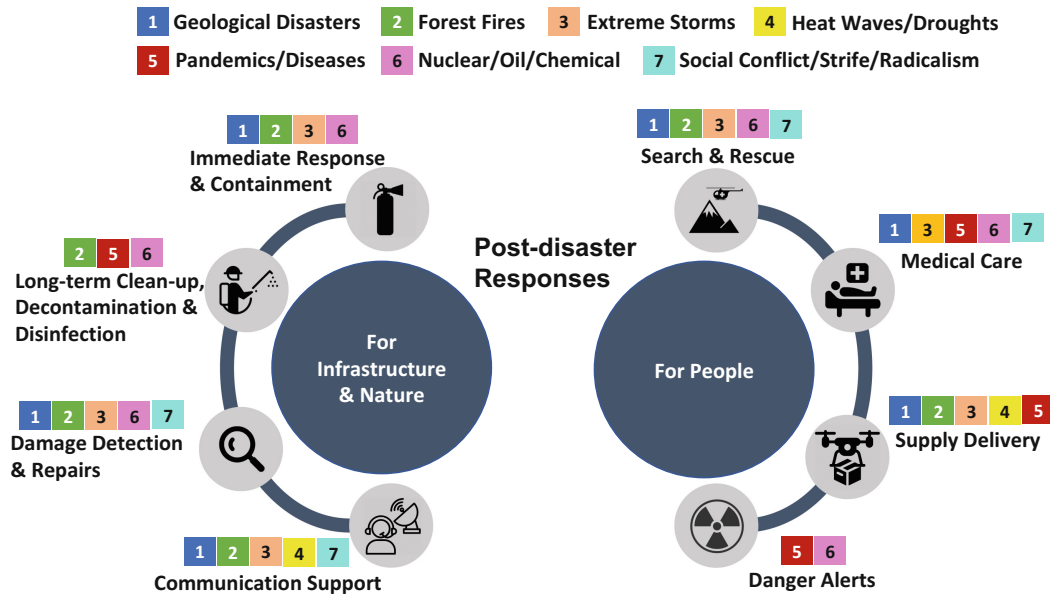 1 Geological Disasters 2 Forest Fires 3 Extreme Storms 4 Heat Waves/Droughts
5 Pandemics/Diseases 6 Nuclear/Oil/Chemical 7 Social Conflict/Strife/Radicalism
1 2 3 6
Immediate Response
& Containment
2 5 6
Long-term Clean-up,
Decontamination &
Disinfection
1 2 3 6 7
Damage Detection
& Repairs
1 2 3 4 7
Communication Support
For
Infrastructure
& Nature
Post-disaster
Responses
For People
1 2 3 6 7
Search & Rescue
1 3 5 6 7
Medical Care
1 2 3 4 5
Supply Delivery
5 6
Danger Alerts